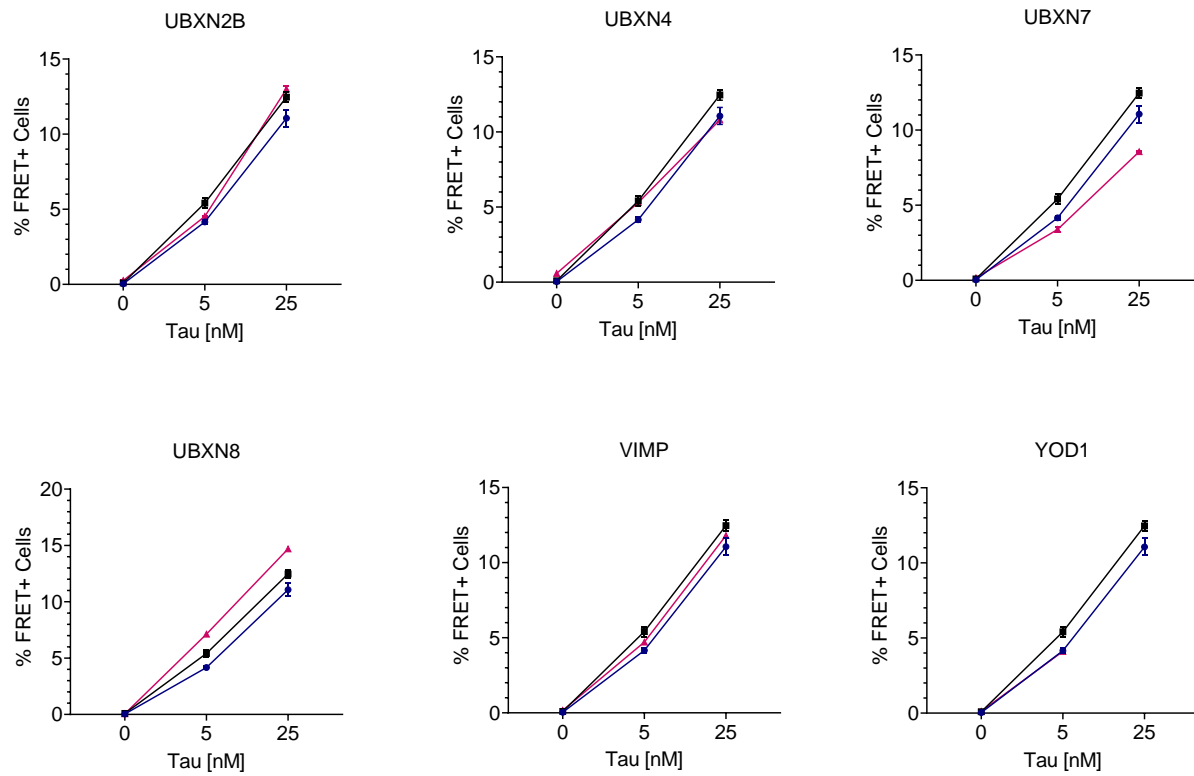 UBXN2B
15
10
5
0
% FRET+ Cells
0 5 25
Tau [nM]
UBXN4
15
10
5
0
% FRET+ Cells
0 5 25
Tau [nM]
UBXN7
15
10
5
0
% FRET+ Cells
0 5 25
Tau [nM]
UBXN8
20
15
10
5
0
% FRET+ Cells
0 5 25
Tau [nM]
VIMP
15
10
5
0
% FRET+ Cells
0 5 25
Tau [nM]
YOD1
15
10
5
0
% FRET+ Cells
0 5 25
Tau [nM]